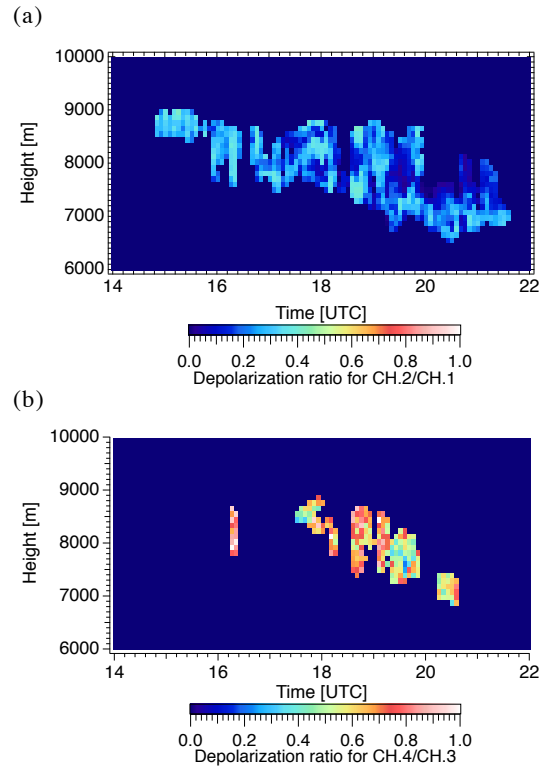 (a)
10000
9000
8000
7000
6000
Height [m]
14 16 18 20 22
Time [UTC]
0.0 0.2 0.4 0.6 0.8 1.0
Depolarization ratio for CH.2/CH.1
(b)
10000
9000
8000
7000
6000
Height [m]
14 16 18 20 22
Time [UTC]
0.0 0.2 0.4 0.6 0.8 1.0
Depolarization ratio for CH.4/CH.3